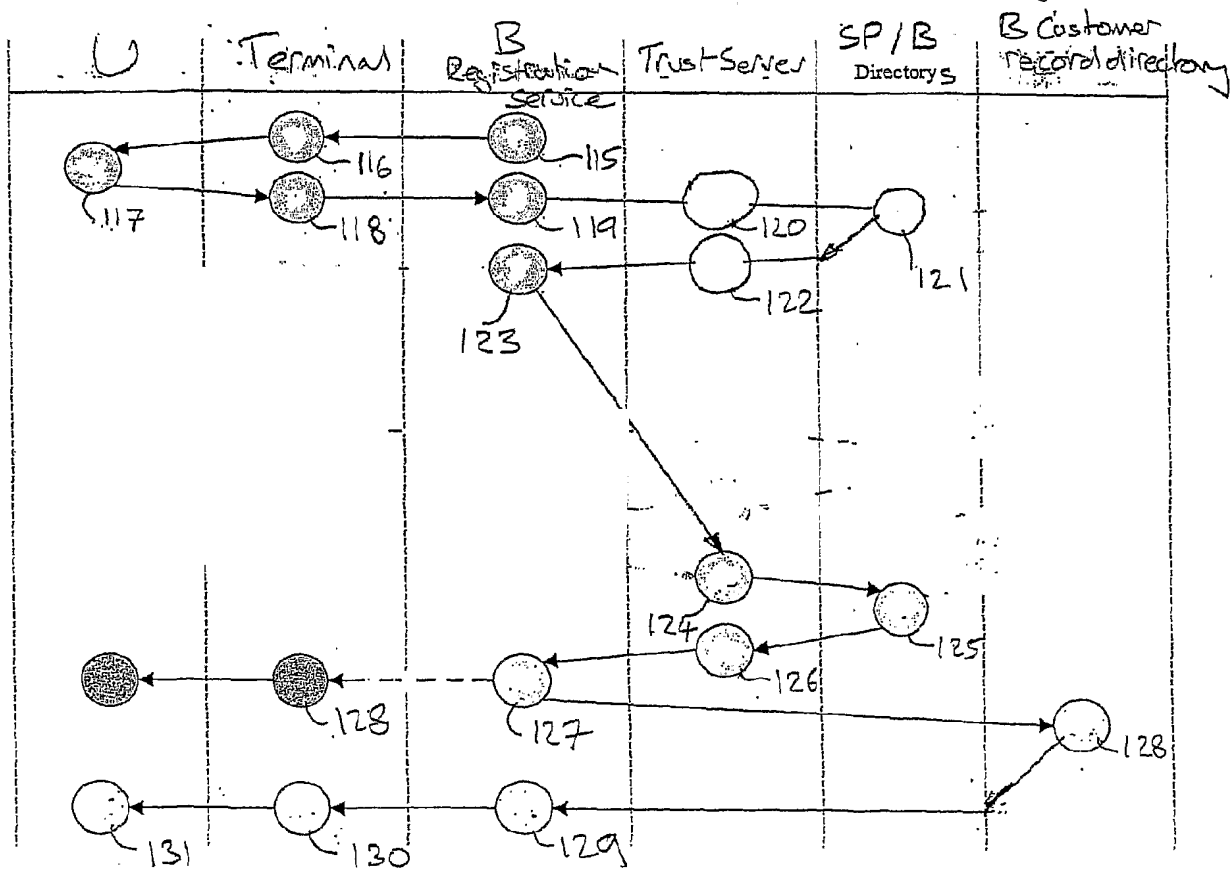 U
Terminal
B
Registration
Service
Trust Server
SP/B
Directorys
B Customer
record directory
116
115
117
118
119
120
121
122
123
124
125
126
128
127
128
131
130
129